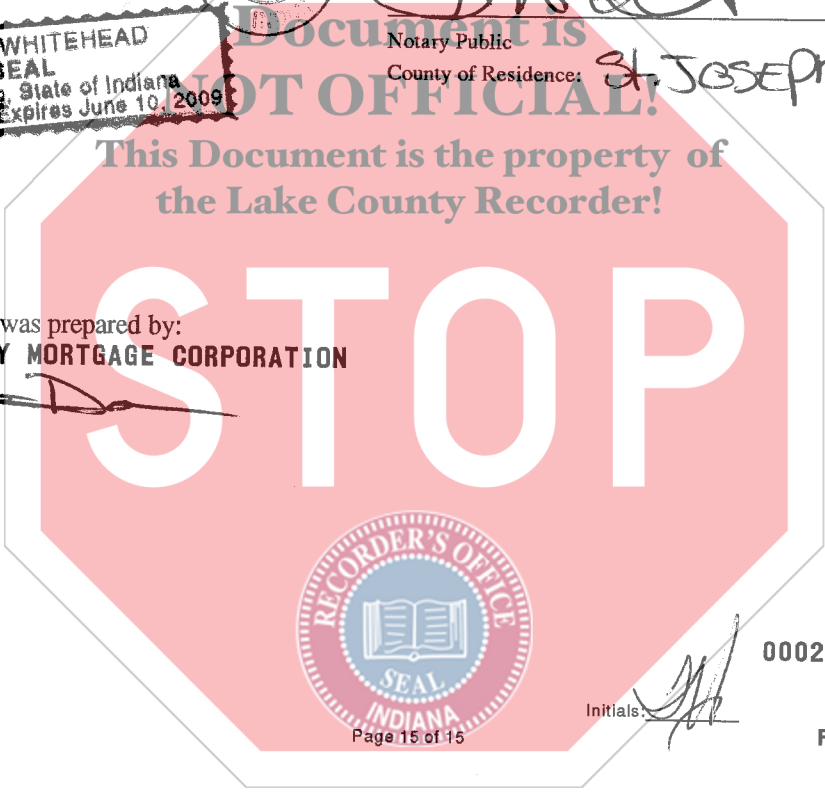 WHITEHEAD
EAL
, State of Indiana
Expires June 10, 2009
Notary Public
County of Residence: St. Joseph
Document is
NOT OFFICIAL!
This Document is the property of
the Lake County Recorder!
was prepared by:
Y MORTGAGE CORPORATION
STOP
RECORDER'S OFFICE
SEAL
INDIANA
Page 15 of 15
Initials:
0002
F